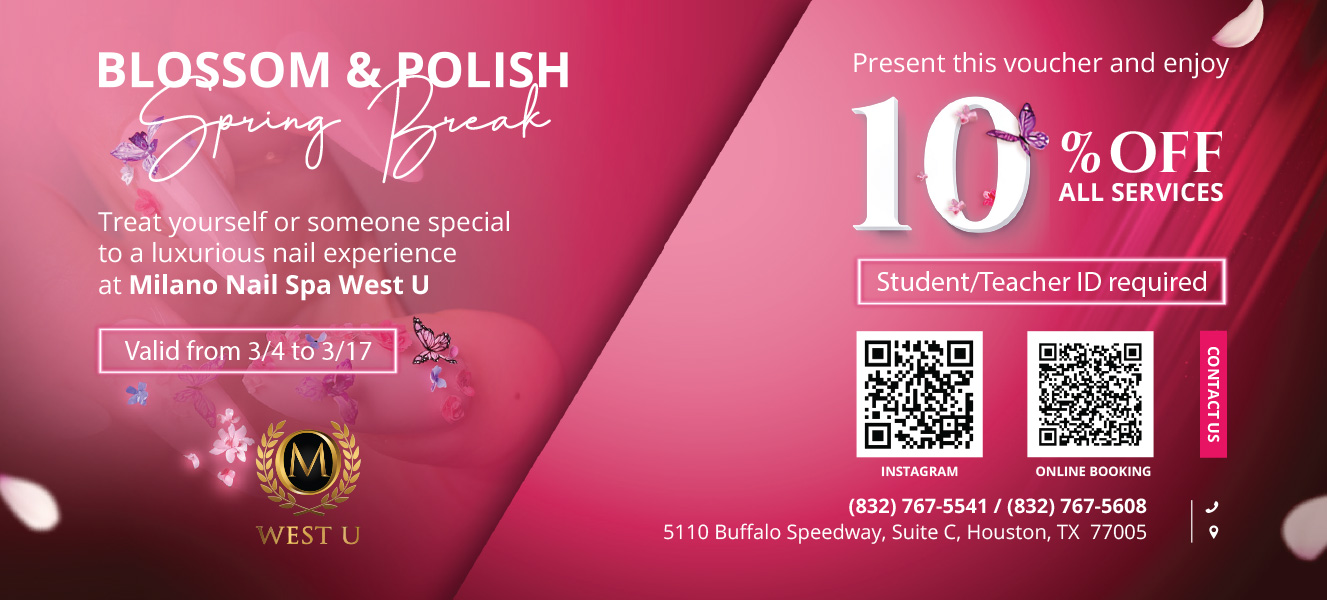 BLOSSOM & POLISH
Spring Break
Treat yourself or someone special
to a luxurious nail experience
at Milano Nail Spa West U
Valid from 3/4 to 3/17
M
WEST U
Present this voucher and enjoy
10% OFF
ALL SERVICES
Student/Teacher ID required
INSTAGRAM
ONLINE BOOKING
CONTACT US
(832) 767-5541 / (832) 767-5608
5110 Buffalo Speedway, Suite C, Houston, TX 77005